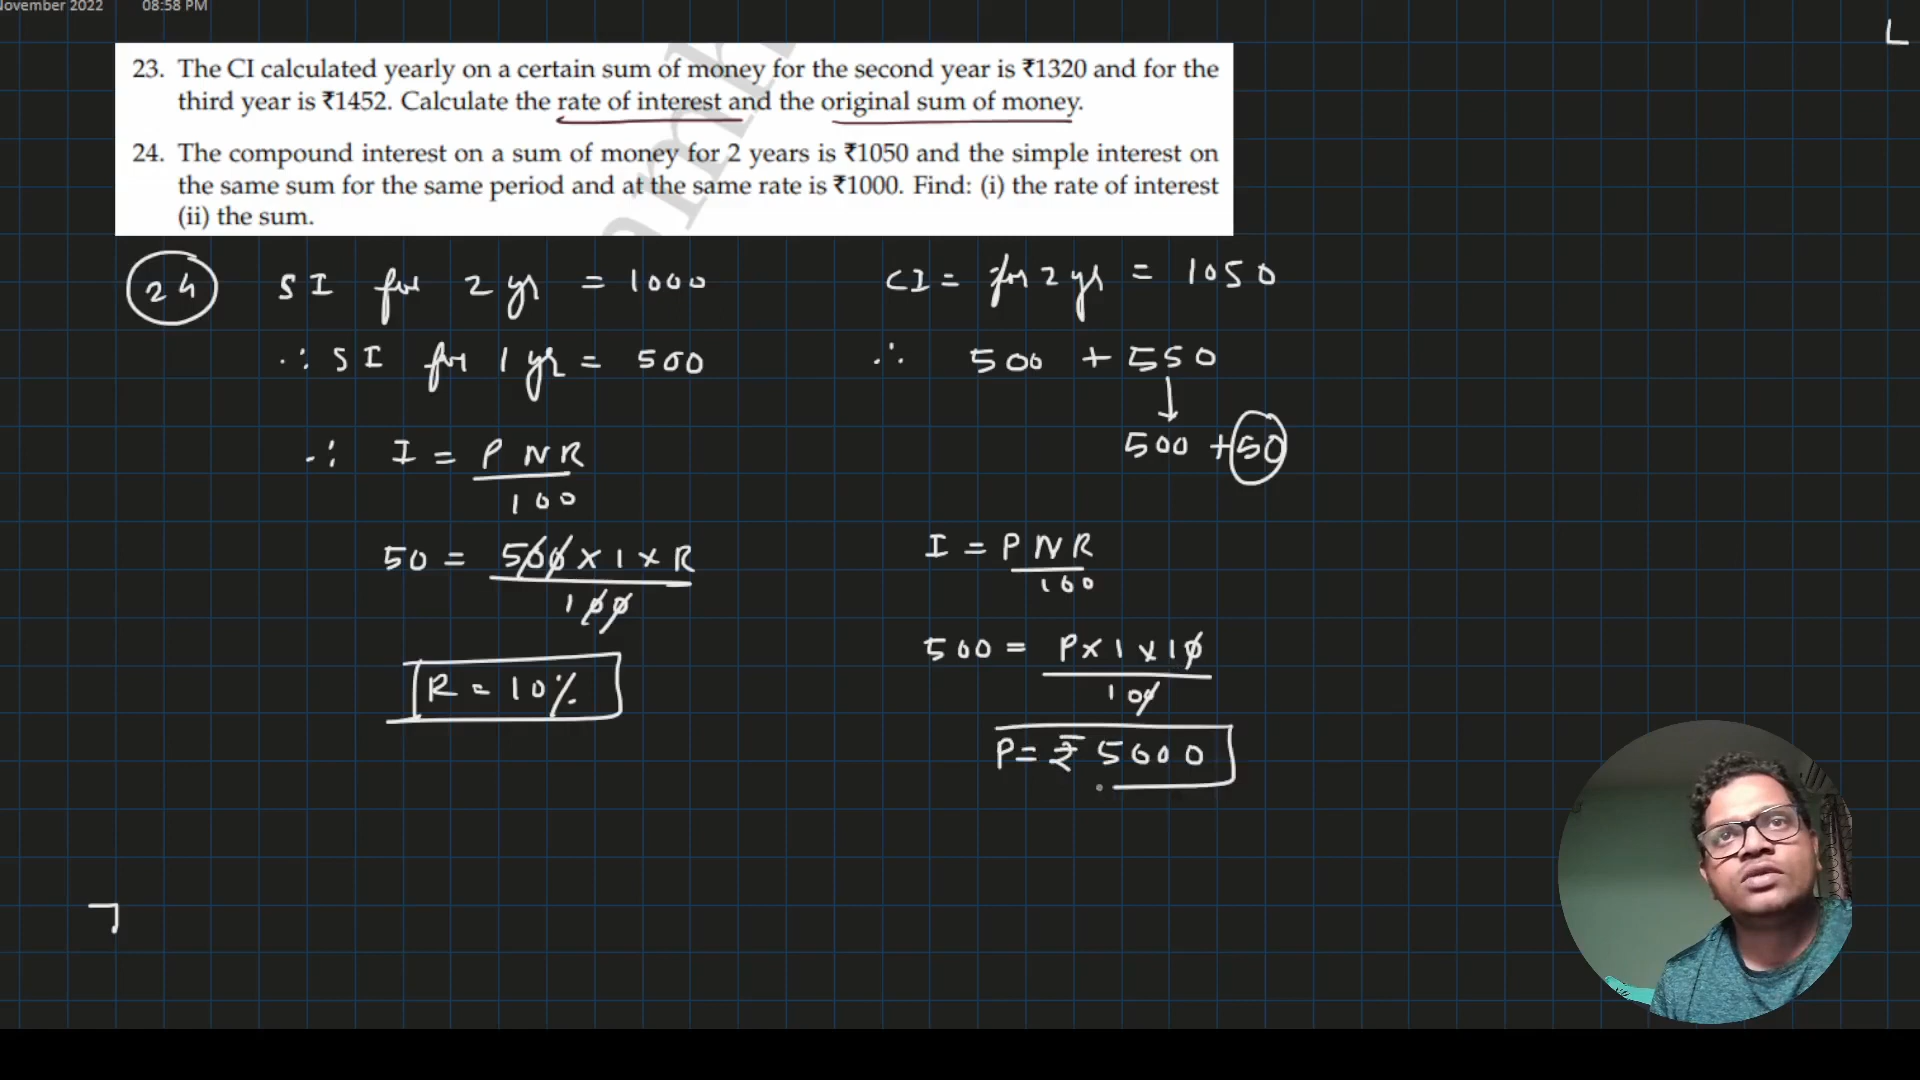 November 2022 08:58 PM
23. The CI calculated yearly on a certain sum of money for the second year is ₹1320 and for the
third year is ₹1452. Calculate the rate of interest and the original sum of money.
24. The compound interest on a sum of money for 2 years is ₹1050 and the simple interest on
the same sum for the same period and at the same rate is ₹1000. Find: (i) the rate of interest
(ii) the sum.
24 SI for 2 yr = 1000
∴ SI for 1 yr = 500
∴ I = PNR
100
50 = 500 × 1 × R
100
R = 10%
CI = for 2 yr = 1050
∴ 500 + 550
↓
500 + 50
I = PNR
100
500 = P × 1 × 10
100
P = ₹ 5000